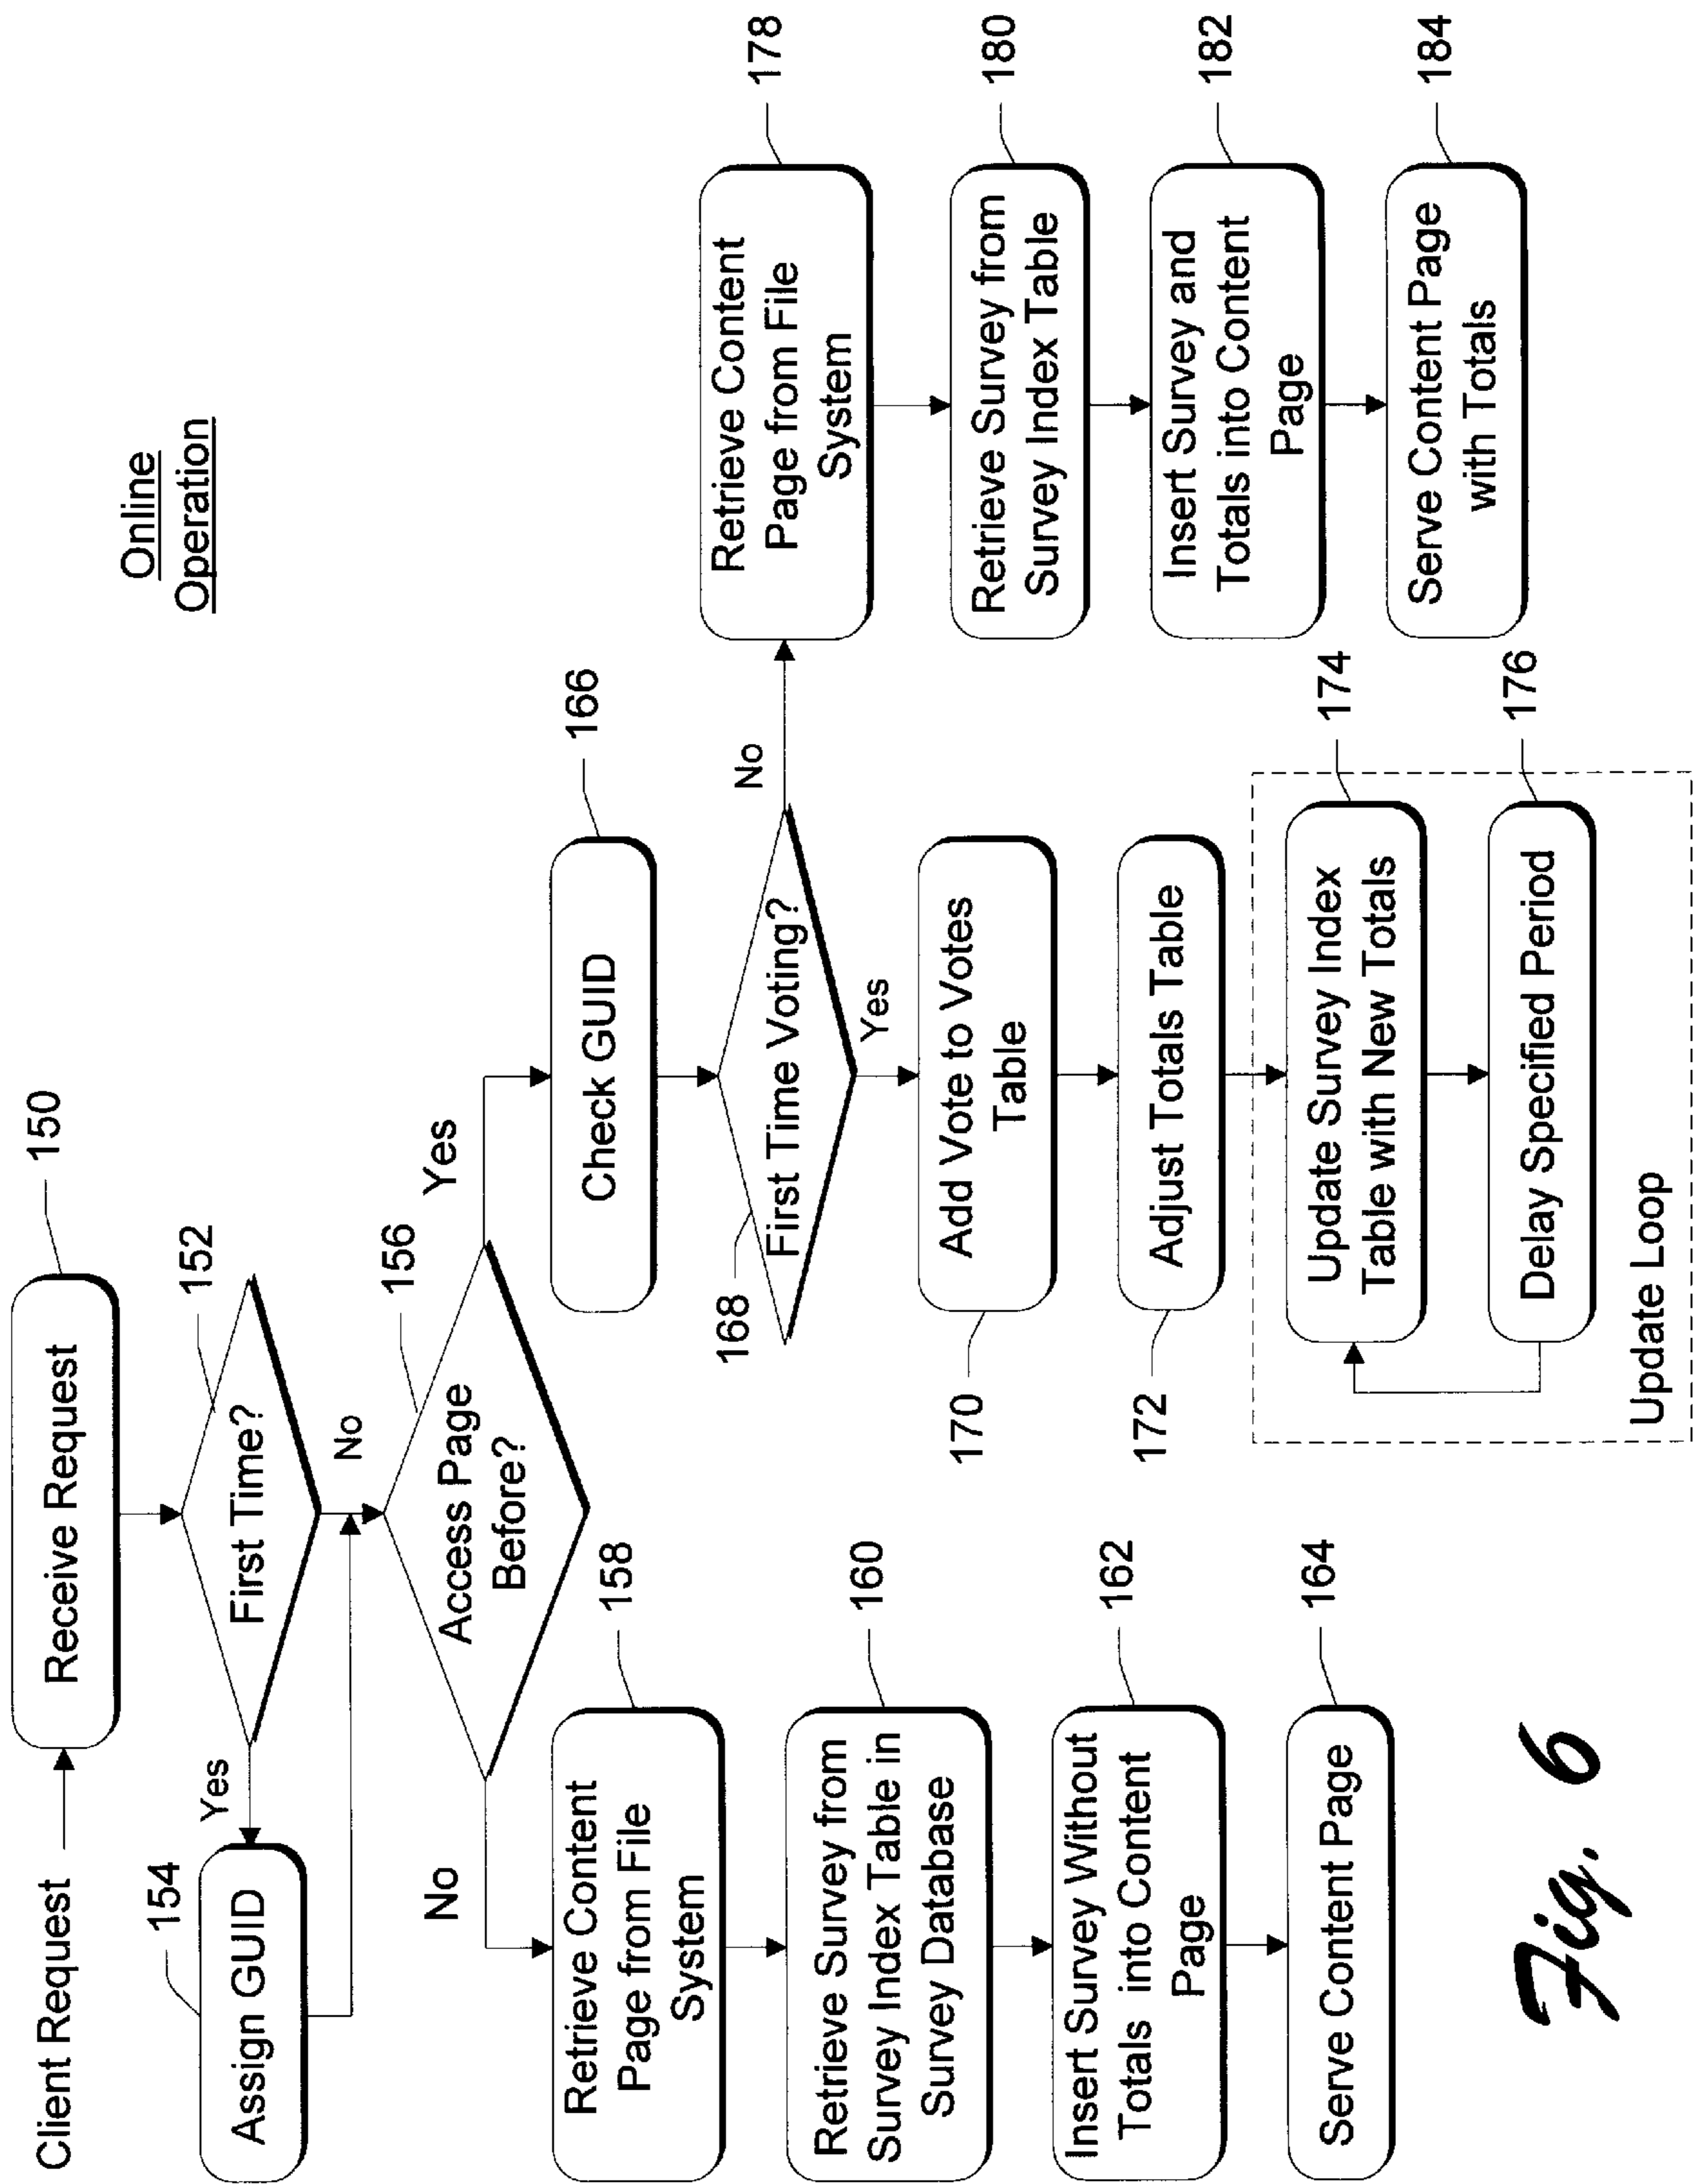 Online
Operation
Client Request
Receive Request
150
First Time?
152
Yes
No
Assign GUID
154
Access Page
Before?
156
No
Yes
Retrieve Content
Page from File
System
158
Retrieve Survey from
Survey Index Table in
Survey Database
160
Insert Survey Without
Totals into Content
Page
162
Serve Content Page
164
Check GUID
166
First Time Voting?
168
Yes
No
Add Vote to Votes
Table
170
Adjust Totals Table
172
Update Survey Index
Table with New Totals
174
Delay Specified Period
176
Update Loop
Retrieve Content
Page from File
System
178
Retrieve Survey from
Survey Index Table
180
Insert Survey and
Totals into Content
Page
182
Serve Content Page
with Totals
184
Fig. 6